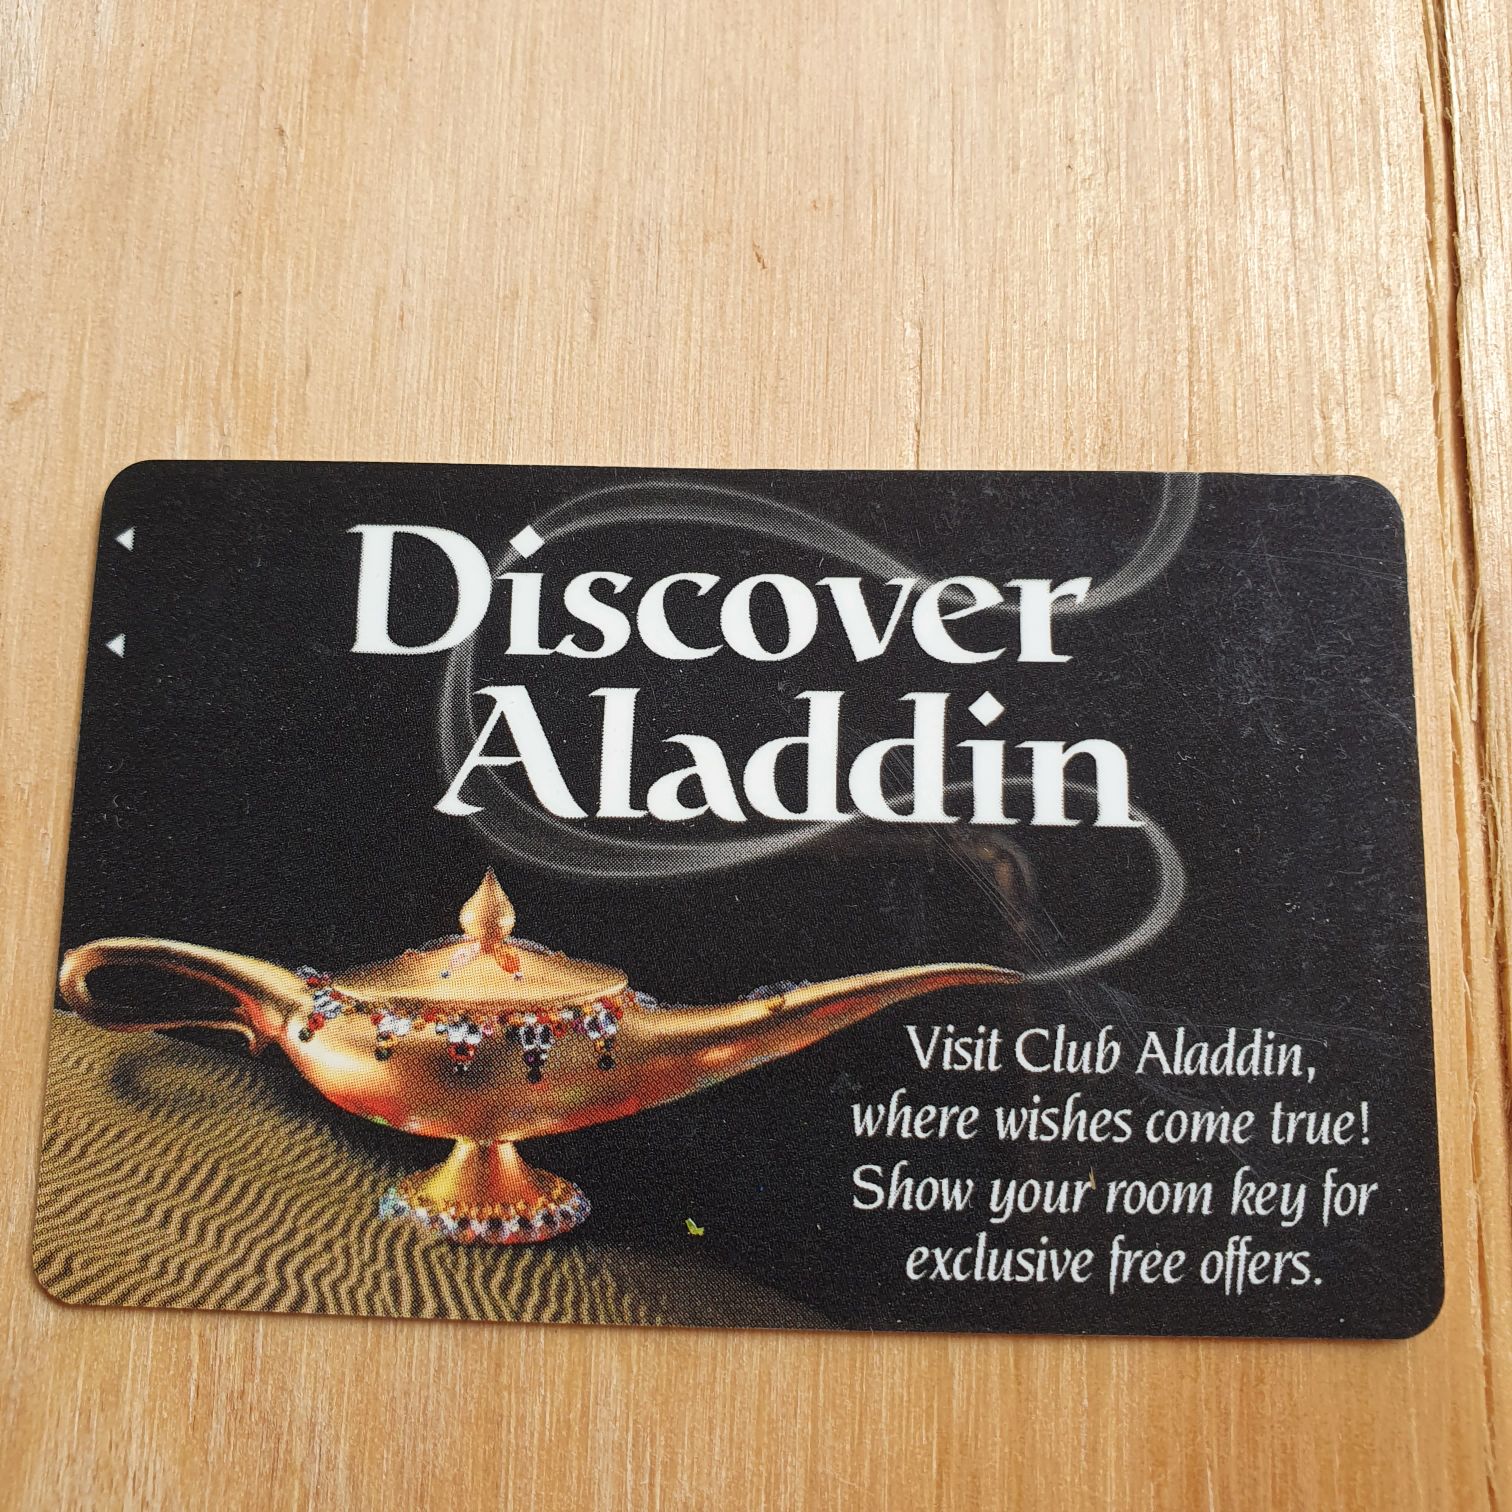 Discover
Aladdin
Visit Club Aladdin,
where wishes come true!
Show your room key for
exclusive free offers.